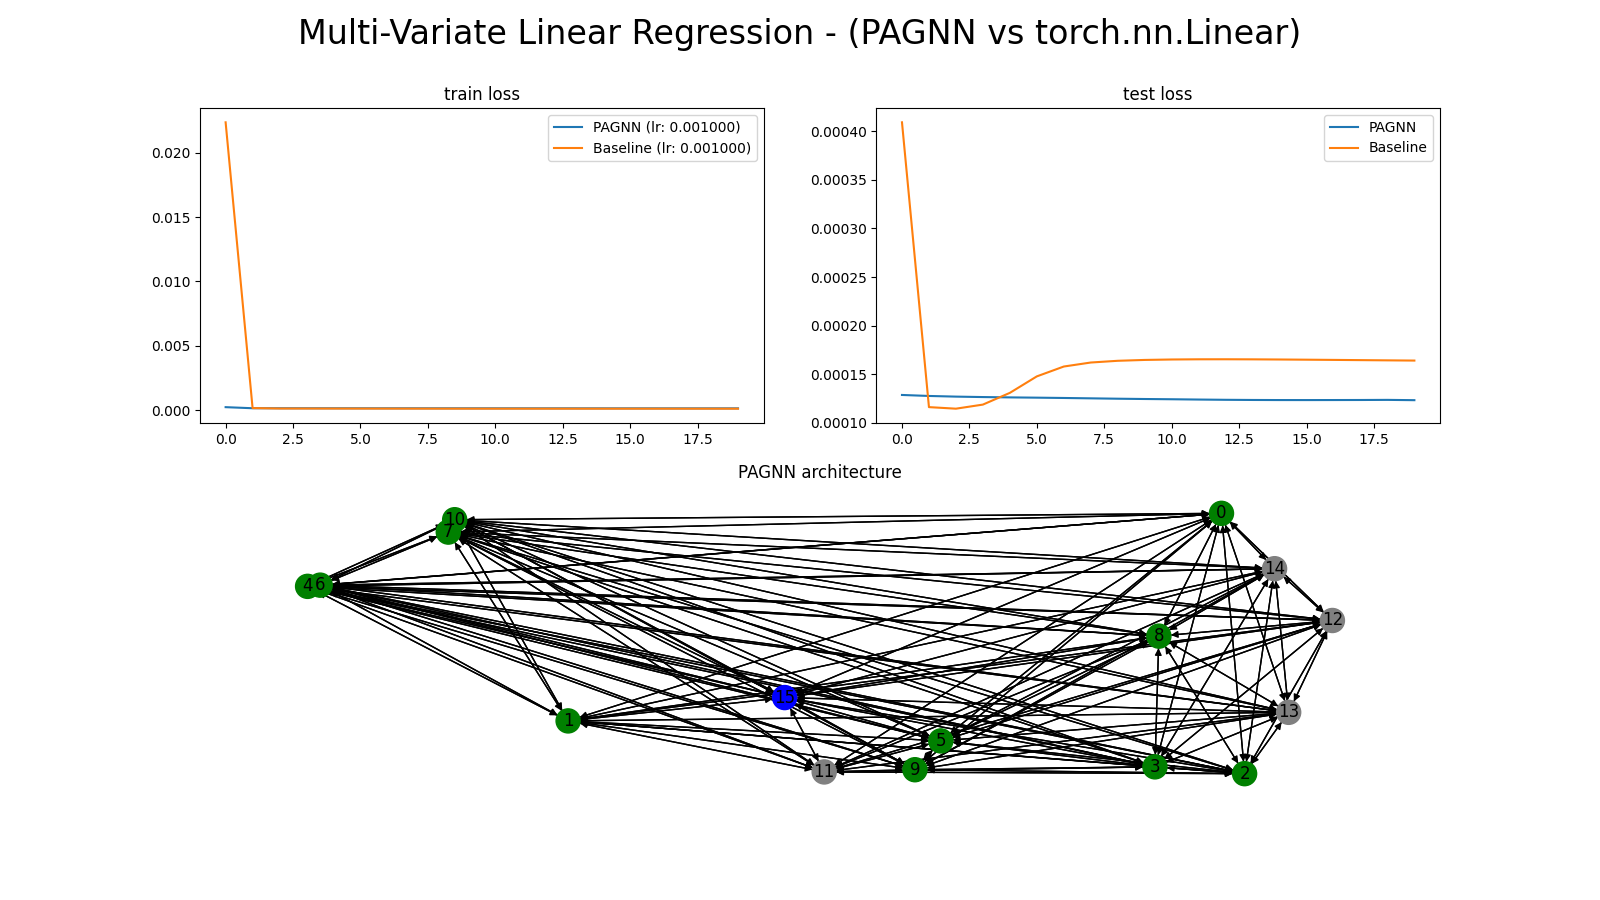 Multi-Variate Linear Regression - (PAGNN vs torch.nn.Linear)
train loss
PAGNN (lr: 0.001000)
Baseline (lr: 0.001000)
0.020
0.015
0.010
0.005
0.000
0.0 2.5 5.0 7.5 10.0 12.5 15.0 17.5
test loss
PAGNN
Baseline
0.00040
0.00035
0.00030
0.00025
0.00020
0.00015
0.00010
0.0 2.5 5.0 7.5 10.0 12.5 15.0 17.5
PAGNN architecture
0
10
7
14
4 6
12
8
15
13
1
5
3
9
11
2